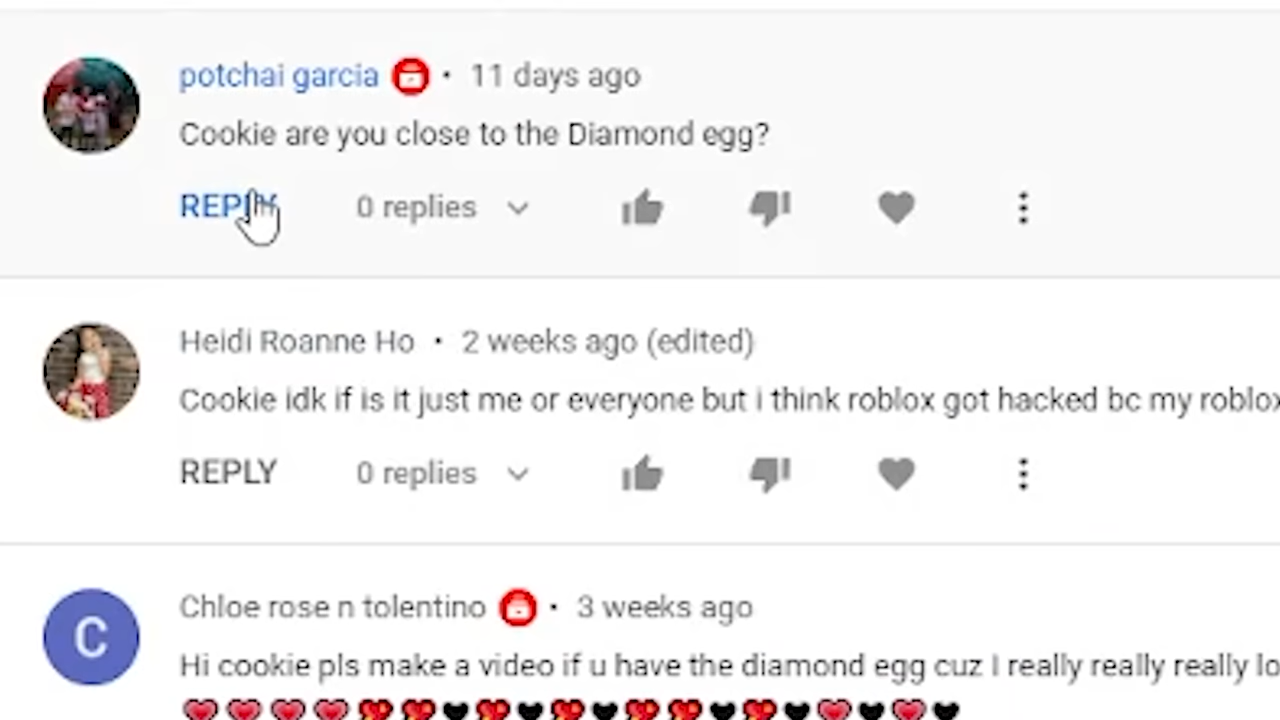 potchai garcia • 11 days ago
Cookie are you close to the Diamond egg?
REPLY 0 replies
Heidi Roanne Ho • 2 weeks ago (edited)
Cookie idk if is it just me or everyone but i think roblox got hacked bc my roblox
REPLY 0 replies
C
Chloe rose n tolentino • 3 weeks ago
Hi cookie pls make a video if u have the diamond egg cuz I really really really lo